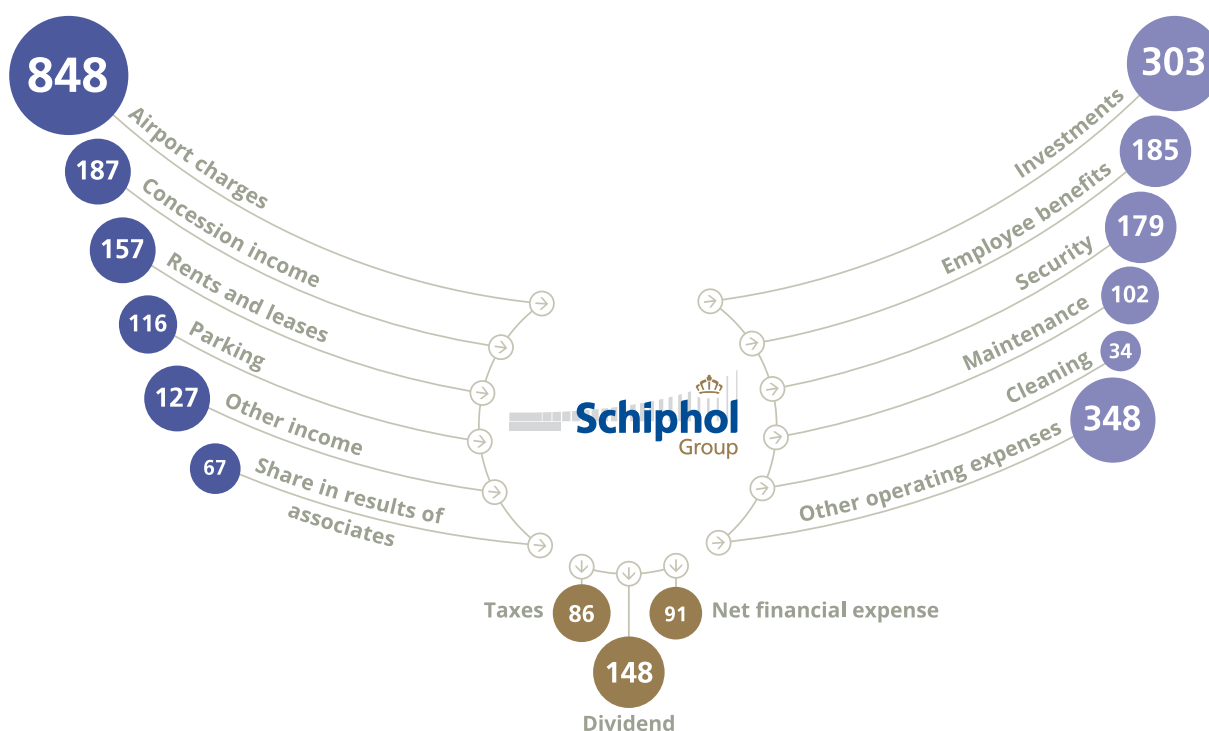 848
Airport charges
187
Concession income
157
Rents and leases
116
Parking
127
Other income
67
Share in results of
associates
303
Investments
185
Employee benefits
179
Security
102
Maintenance
34
Cleaning
348
Other operating expenses
Schiphol
Group
Taxes
86
91
Net financial expense
148
Dividend